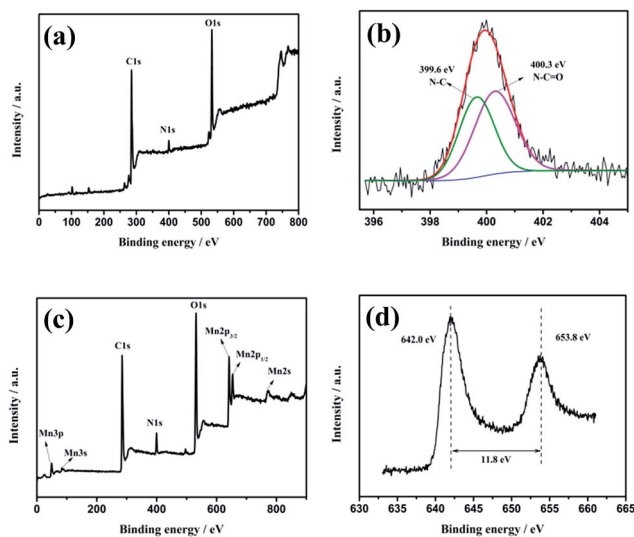 (a)
O1s
C1s
N1s
Intensity / a.u.
0 100 200 300 400 500 600 700 800
Binding energy / eV
(b)
399.6 eV
N-C
400.3 eV
N-C=O
Intensity / a.u.
396 398 400 402 404
Binding energy / eV
(c)
O1s
C1s
Mn2p3/2
Mn2p1/2
Mn2s
N1s
Mn3p
Mn3s
Intensity / a.u.
0 200 400 600 800
Binding energy / eV
(d)
642.0 eV
653.8 eV
11.8 eV
Intensity / a.u.
630 635 640 645 650 655 660 665
Binding energy / eV